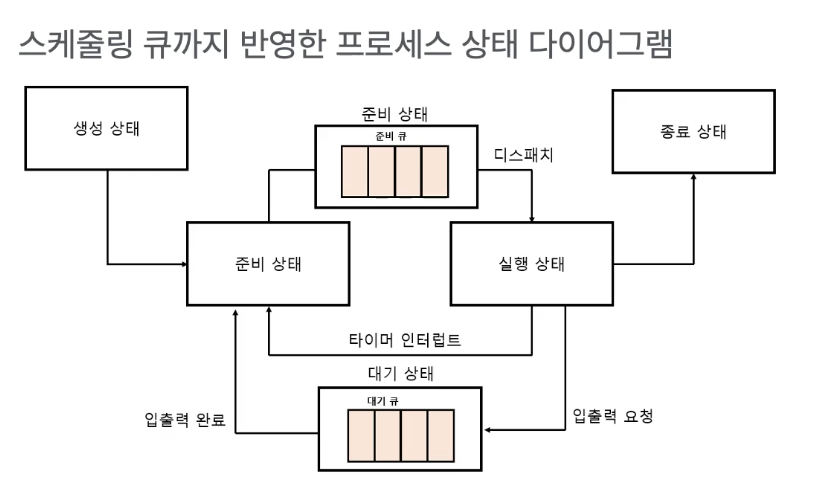 스케줄링 큐까지 반영한 프로세스 상태 다이어그램
생성 상태
준비 상태
준비 큐
디스패치
종료 상태
준비 상태
실행 상태
타이머 인터럽트
대기 상태
대기 큐
입출력 완료
입출력 요청